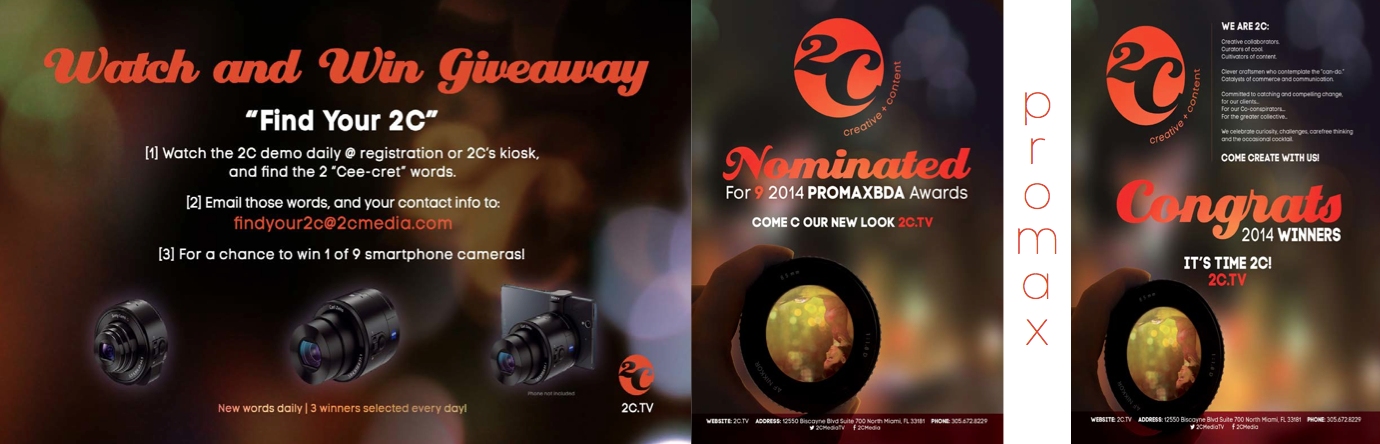 Watch and Win Giveaway
“Find Your 2C”
[1] Watch the 2C demo daily @ registration or 2C's kiosk,
and find the 2 “Cee-cret” words.
[2] Email those words, and your contact info to:
findyour2c@2cmedia.com
[3] For a chance to win 1 of 9 smartphone cameras!
Phone not included
New words daily | 3 winners selected every day!
2C
2C.TV
2C
creative + content
Nominated
For 9 2014 PROMAXBDA Awards
COME C OUR NEW LOOK 2C.TV
WEBSITE: 2C.TV ADDRESS: 12550 Biscayne Blvd Suite 700 North Miami, FL 33181 PHONE: 305.672.8229
2CMediaTV 2CMedia
promax
2C
creative + content
WE ARE 2C:
Creative collaborators.
Curators of cool.
Cultivators of content.
Clever craftsmen who contemplate the “can-do.”
Catalysts of commerce and communication.
Committed to catching and compelling change,
for our clients...
For our Co-conspirators...
For the greater collective..
We celebrate curiosity, challenges, carefree thinking
and the occasional cocktail.
COME CREATE WITH US!
Congrats
2014 WINNERS
IT'S TIME 2C!
2C.TV
WEBSITE: 2C.TV ADDRESS: 12550 Biscayne Blvd Suite 700 North Miami, FL 33181 PHONE: 305.672.8229
2CMediaTV 2CMedia